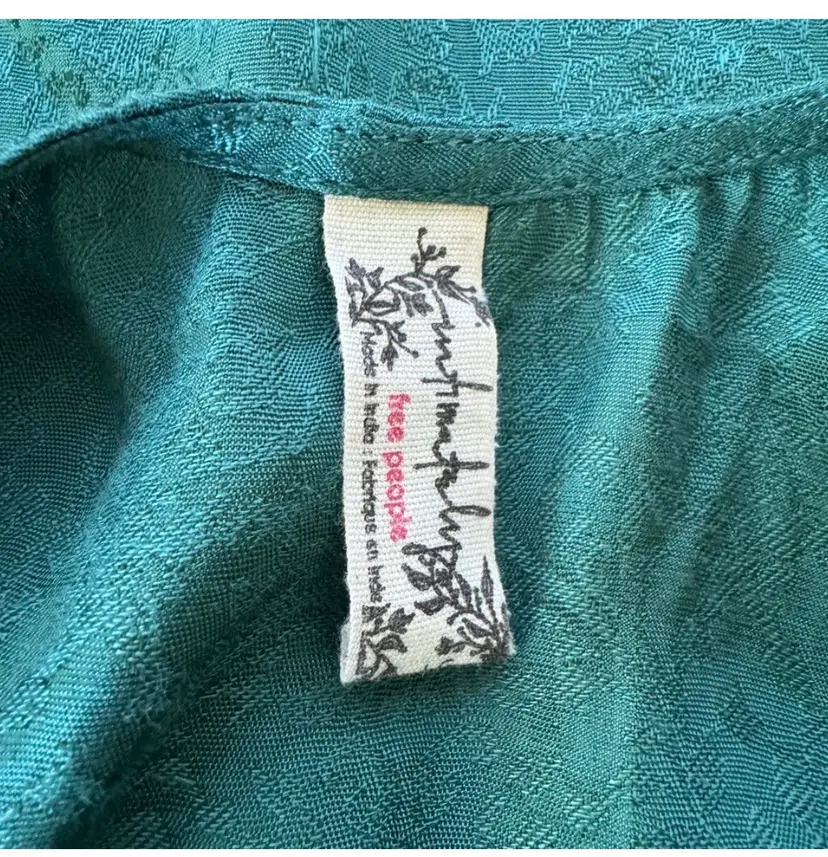 intimately
free people
Made in India : Fabriqué en Inde